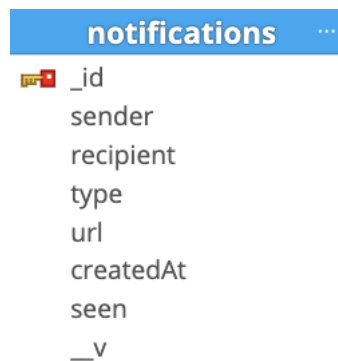 notifications ...
_id
sender
recipient
type
url
createdAt
seen
__v